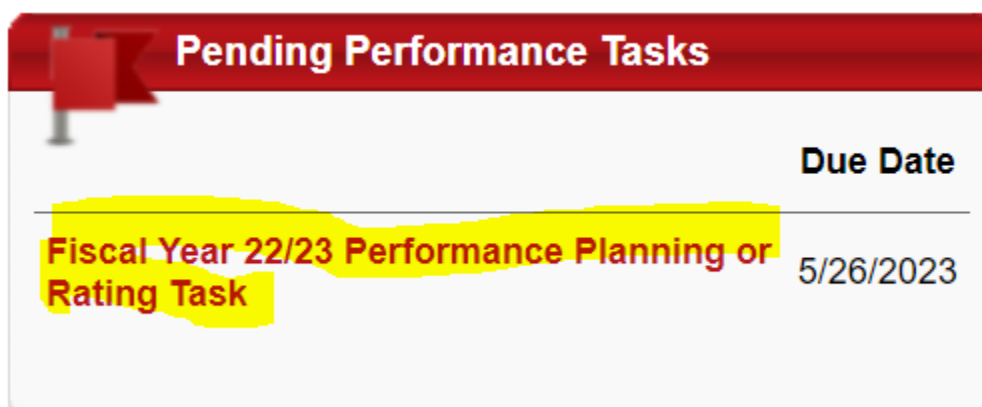 Pending Performance Tasks
Due Date
Fiscal Year 22/23 Performance Planning or
Rating Task
5/26/2023